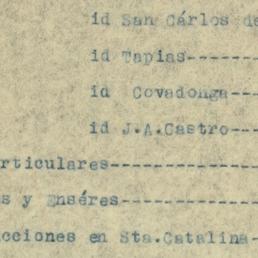 id San Cárlos de
id Tapias-------
id Covadonga---
id J.A.Castro---
rticulares---------------
s y Enséres--------------
cciones en Sta.Catalina-